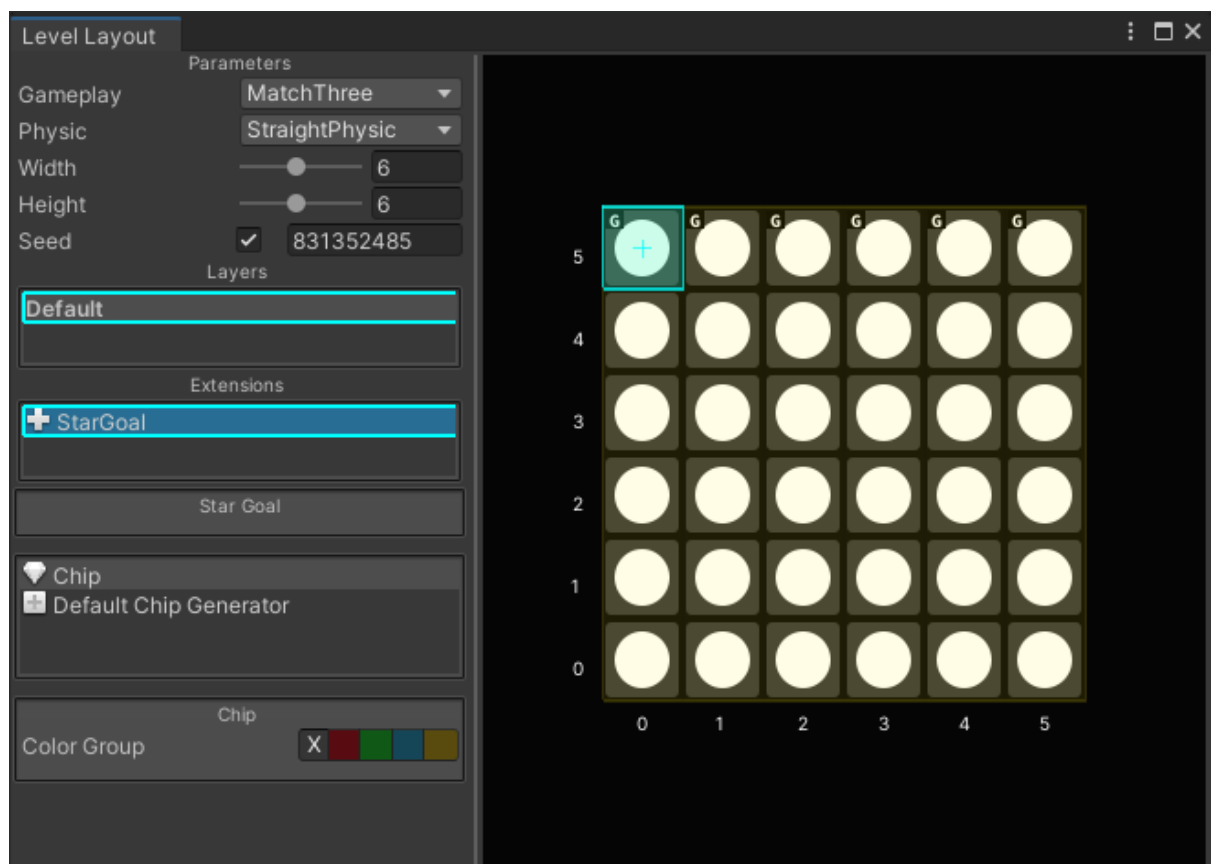 Level Layout
Parameters
Gameplay MatchThree
Physic StraightPhysic
Width 6
Height 6
Seed 831352485
Layers
Default
Extensions
StarGoal
Star Goal
Chip
Default Chip Generator
Chip
Color Group X
G G G G G G
5
4
3
2
1
0
0 1 2 3 4 5